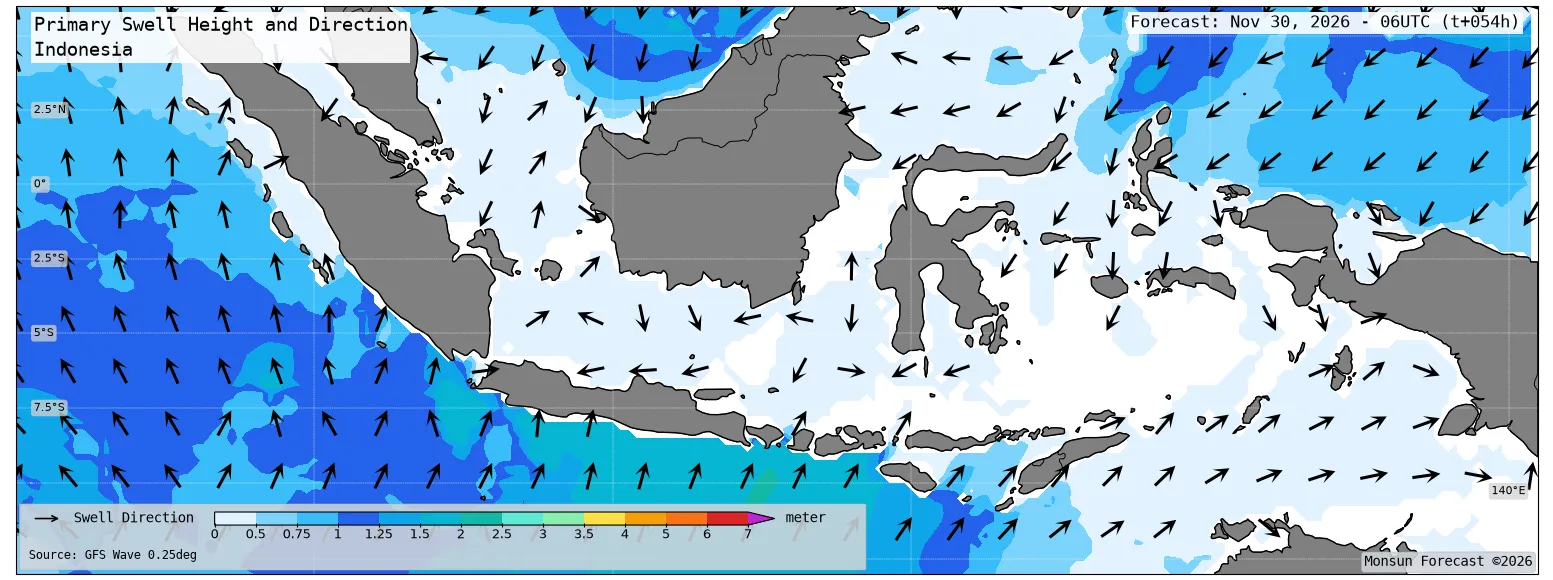 Primary Swell Height and Direction
Indonesia
Forecast: Nov 30, 2026 - 06UTC (t+054h)
2.5°N
0°
2.5°S
5°S
7.5°S
140°E
Swell Direction
meter
0 0.5 0.75 1 1.25 1.5 2 2.5 3 3.5 4 5 6 7
Source: GFS Wave 0.25deg
Monsun Forecast ©2026